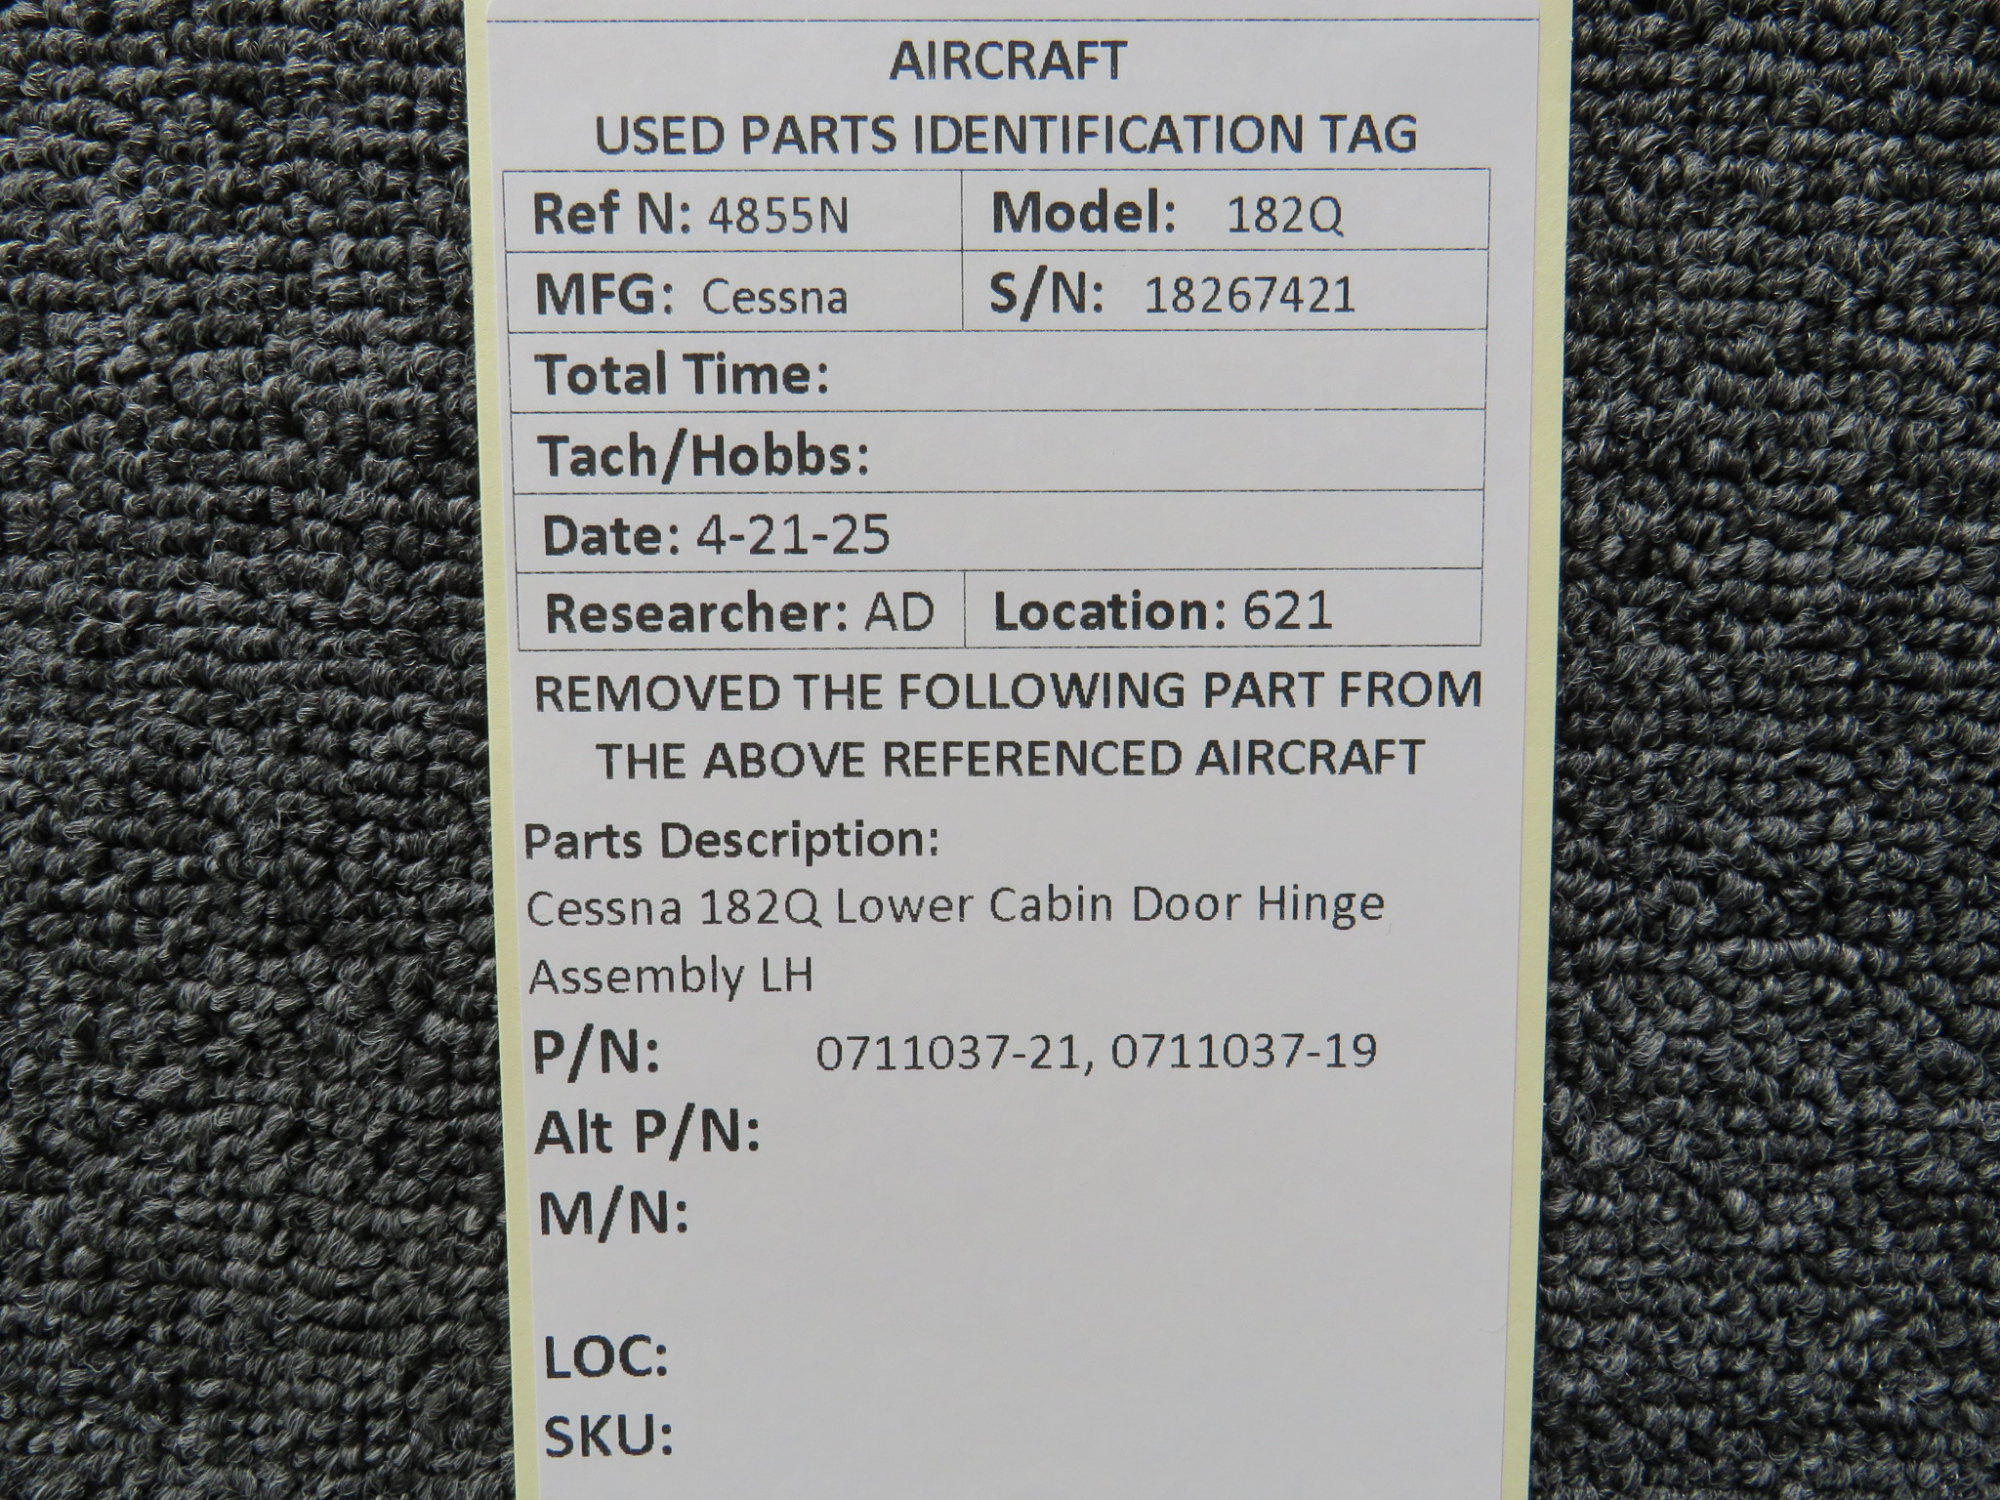 AIRCRAFT
USED PARTS IDENTIFICATION TAG
Ref N: 4855N Model: 182Q
MFG: Cessna S/N: 18267421
Total Time:
Tach/Hobbs:
Date: 4-21-25
Researcher: AD Location: 621
REMOVED THE FOLLOWING PART FROM
THE ABOVE REFERENCED AIRCRAFT
Parts Description:
Cessna 182Q Lower Cabin Door Hinge
Assembly LH
P/N: 0711037-21, 0711037-19
Alt P/N:
M/N:
LOC:
SKU: